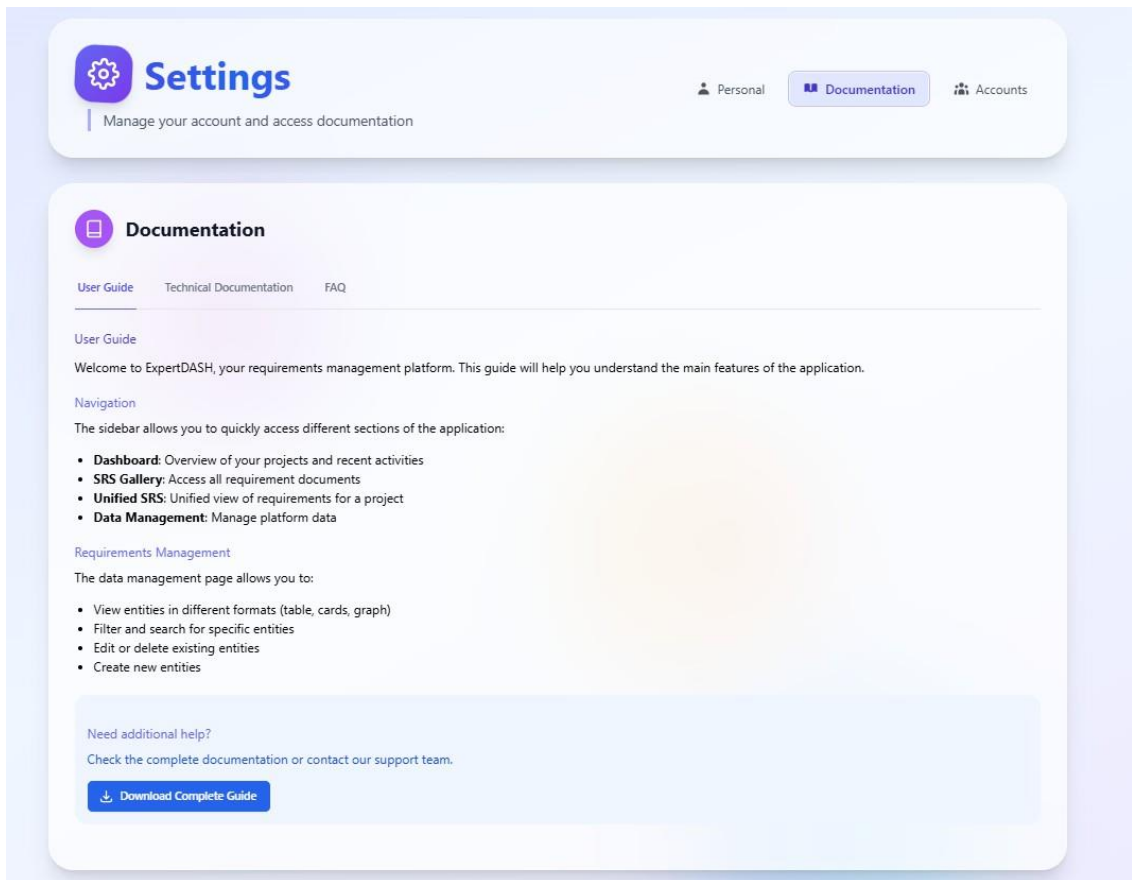 Settings
Manage your account and access documentation
Personal
Documentation
Accounts
Documentation
User Guide
Technical Documentation
FAQ
User Guide
Welcome to ExpertDASH, your requirements management platform. This guide will help you understand the main features of the application.
Navigation
The sidebar allows you to quickly access different sections of the application:
• Dashboard: Overview of your projects and recent activities
• SRS Gallery: Access all requirement documents
• Unified SRS: Unified view of requirements for a project
• Data Management: Manage platform data
Requirements Management
The data management page allows you to:
• View entities in different formats (table, cards, graph)
• Filter and search for specific entities
• Edit or delete existing entities
• Create new entities
Need additional help?
Check the complete documentation or contact our support team.
Download Complete Guide